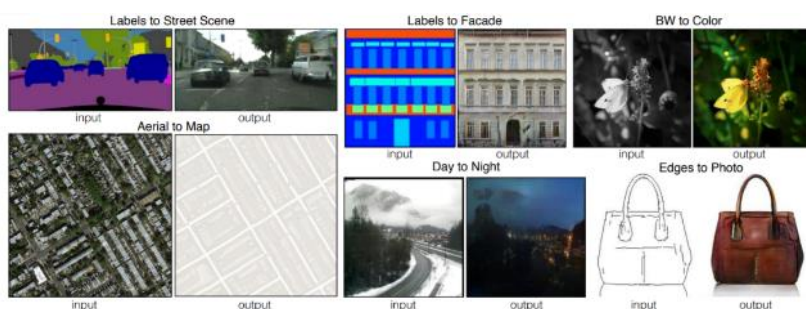 Labels to Street Scene
input output
Aerial to Map
input output
Labels to Facade
input output
BW to Color
input output
Day to Night
input output
Edges to Photo
input output